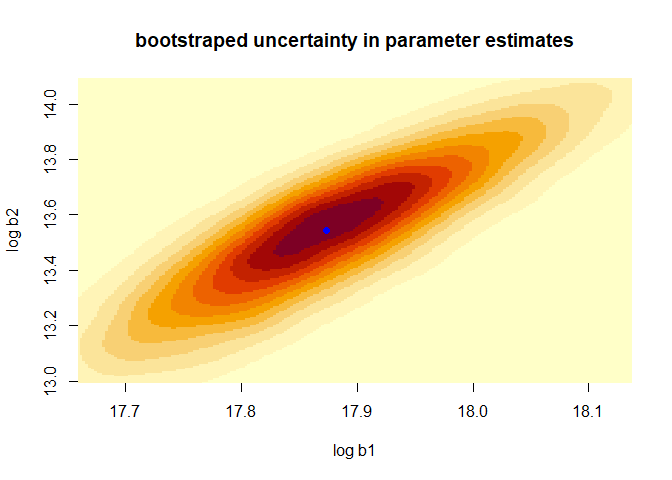 bootstraped uncertainty in parameter estimates
log b2
14.0
13.8
13.6
13.4
13.2
13.0
17.7 17.8 17.9 18.0 18.1
log b1